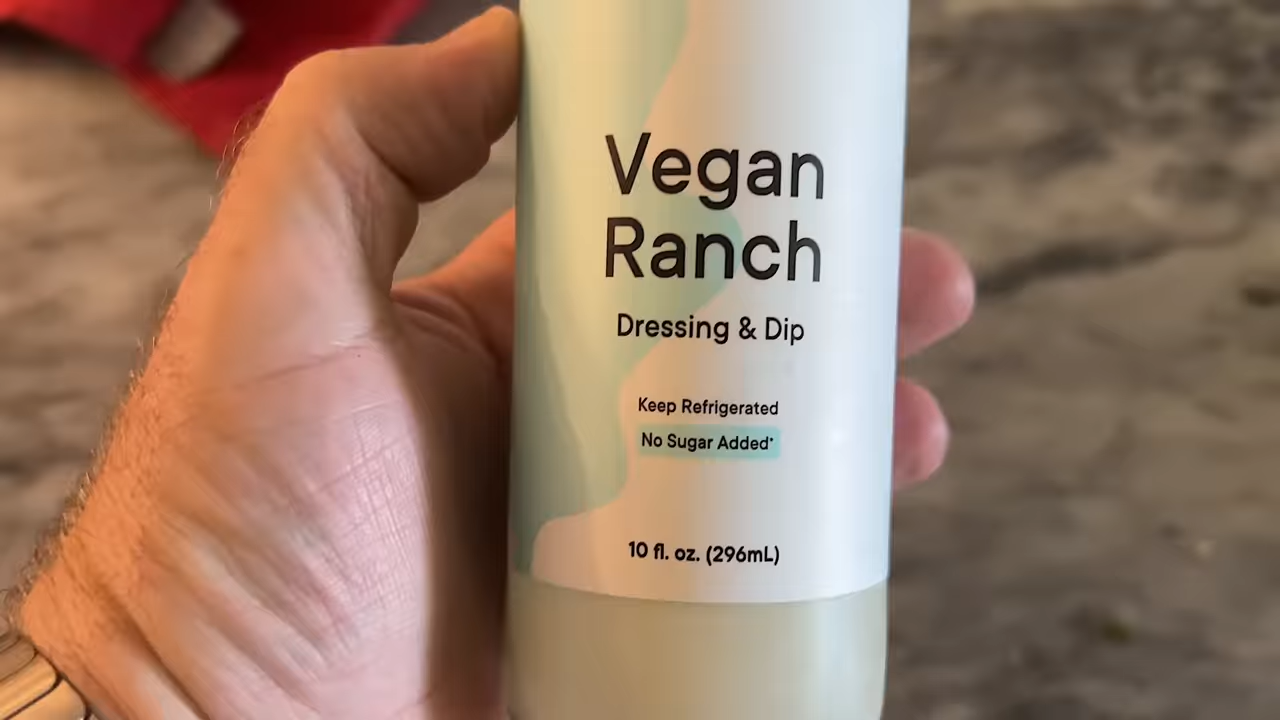 Vegan
Ranch
Dressing & Dip
Keep Refrigerated
No Sugar Added*
10 fl. oz. (296mL)